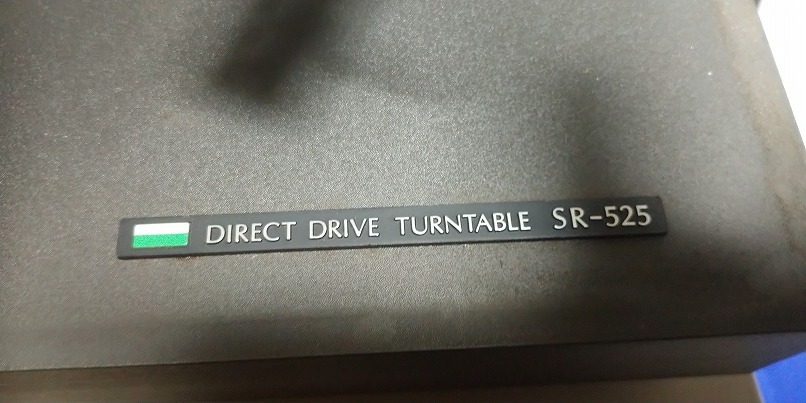 DIRECT DRIVE TURNTABLE SR-525